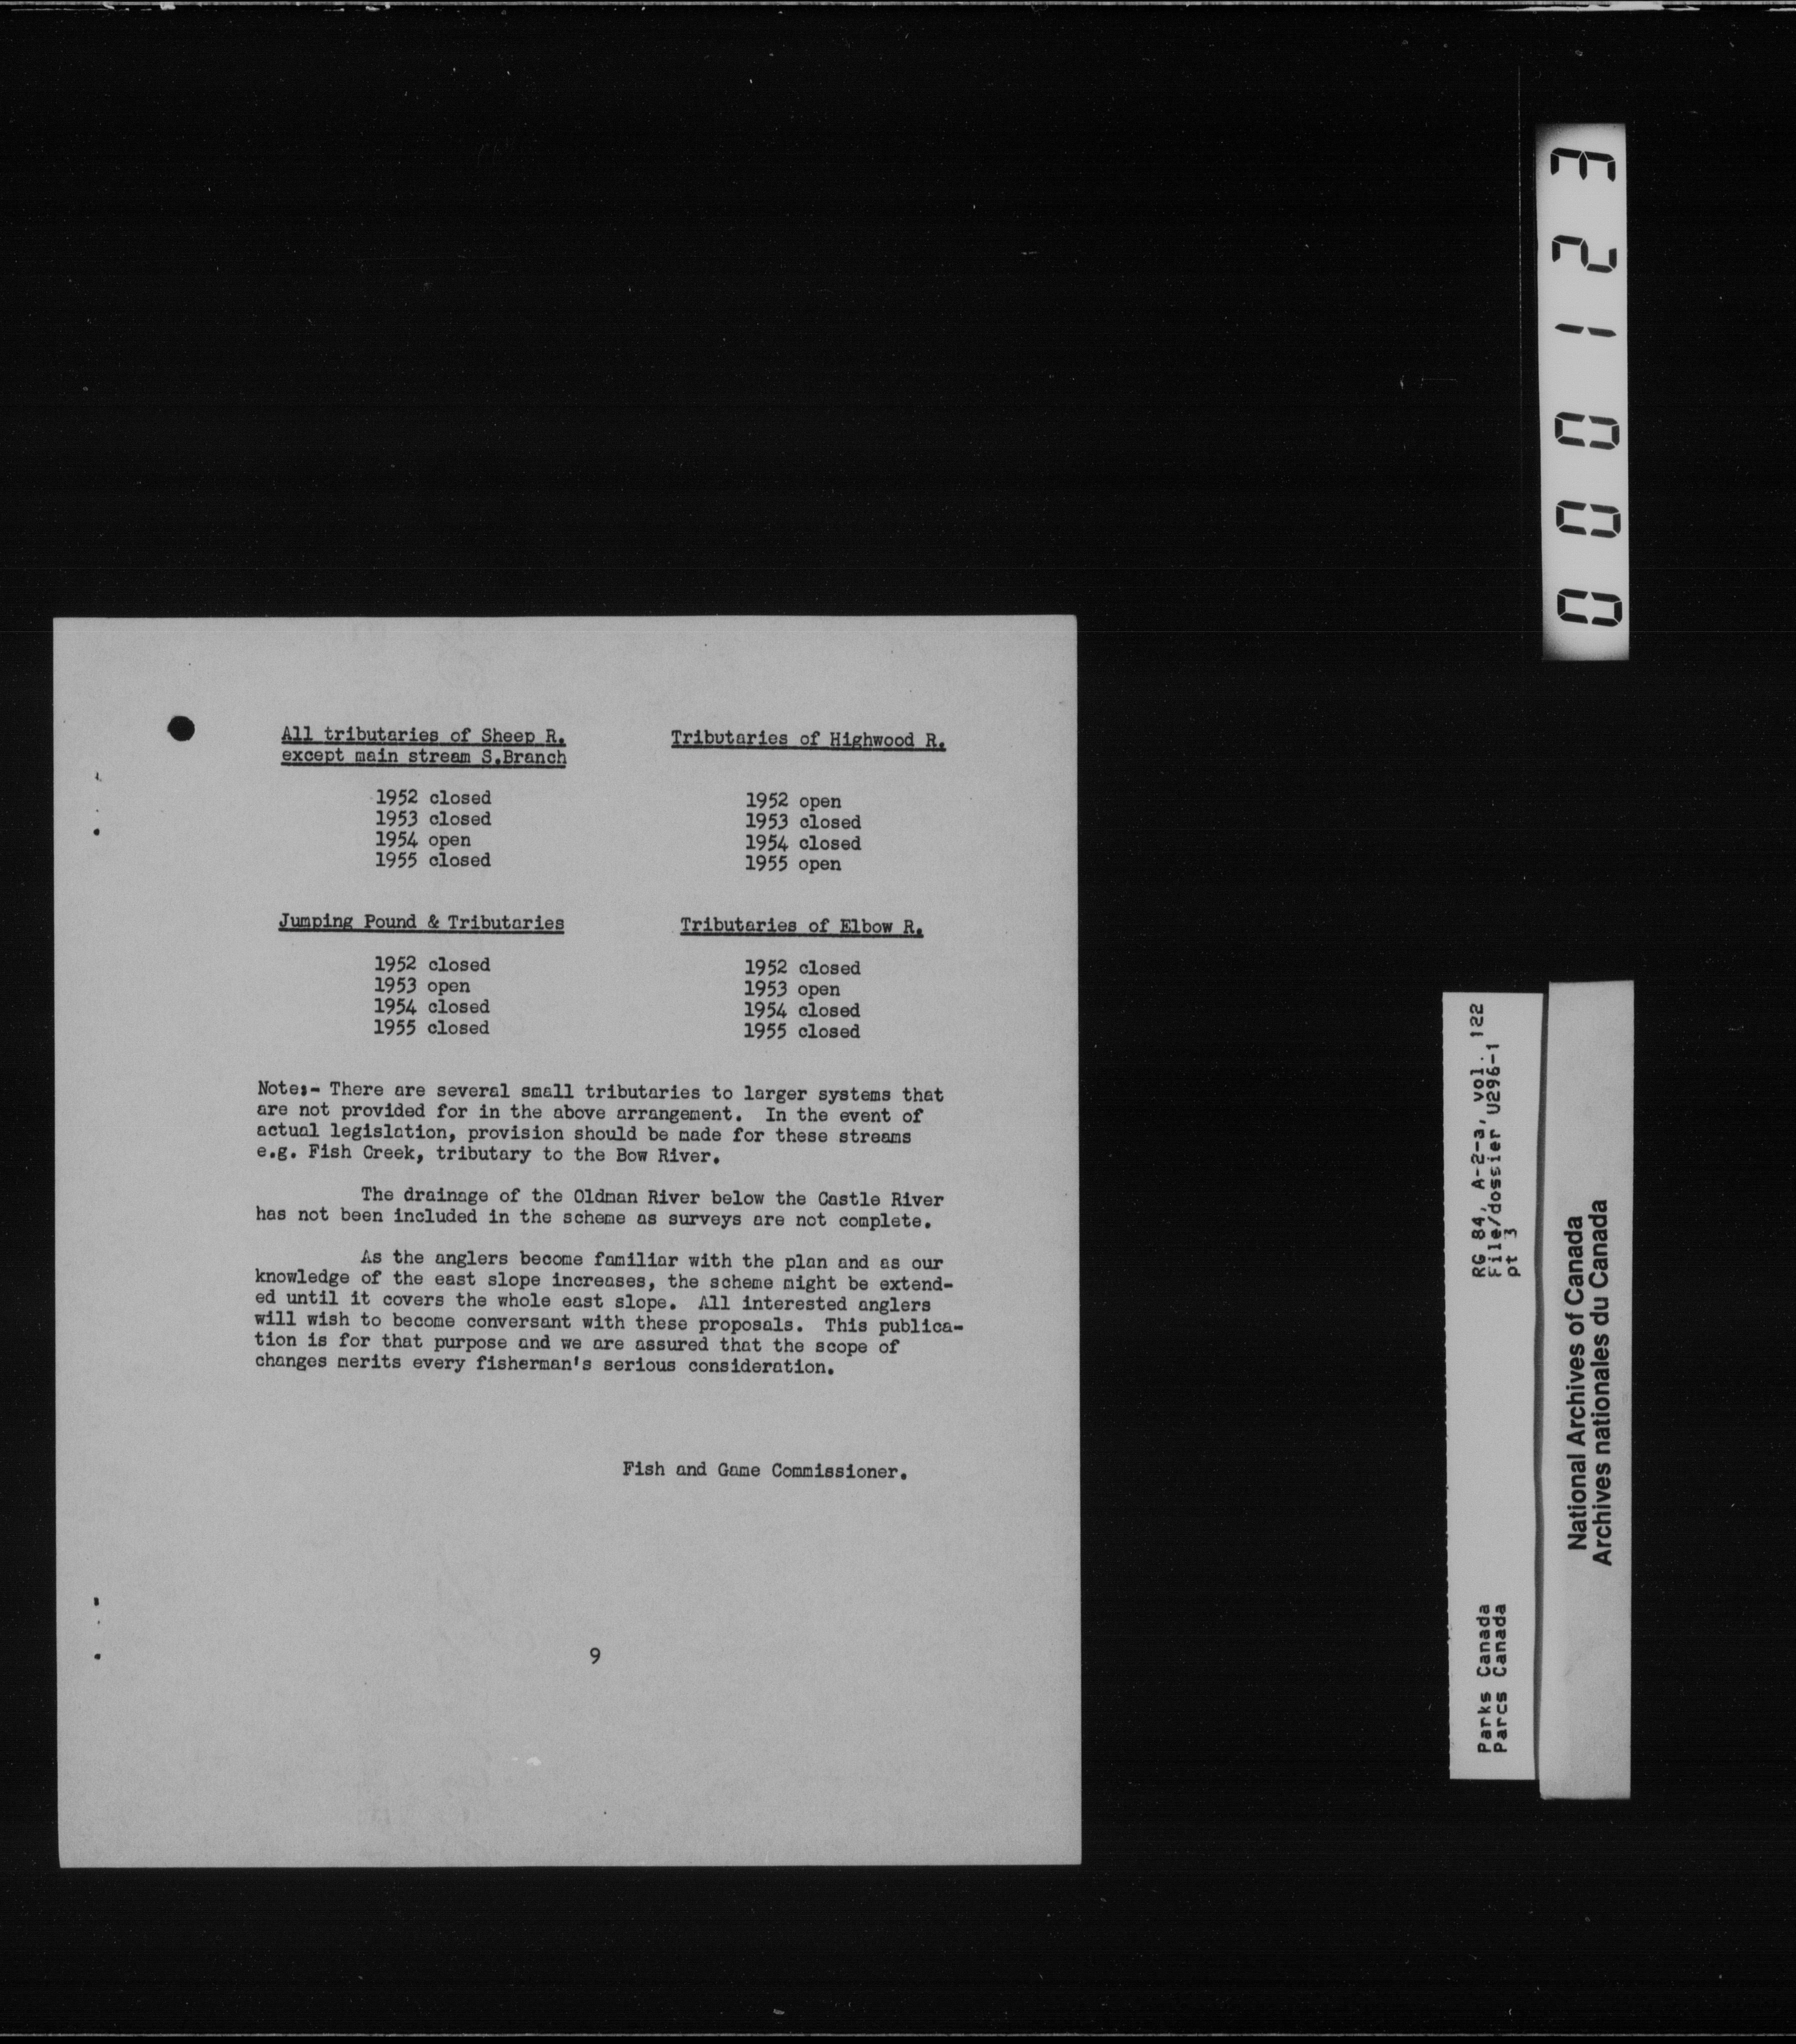 All tributaries of Sheep R.
except main stream S.Branch
1952 closed
1953 closed
1954 open
1955 closed
Tributaries of Highwood R.
1952 open
1953 closed
1954 closed
1955 open
Jumping Pound & Tributaries
1952 closed
1953 open
1954 closed
1955 closed
Tributaries of Elbow R.
1952 closed
1953 open
1954 closed
1955 closed
Note:- There are several small tributaries to larger systems that
are not provided for in the above arrangement. In the event of
actual legislation, provision should be made for these streams
e.g. Fish Creek, tributary to the Bow River.
The drainage of the Oldman River below the Castle River
has not been included in the scheme as surveys are not complete.
As the anglers become familiar with the plan and as our
knowledge of the east slope increases, the scheme might be extend-
ed until it covers the whole east slope. All interested anglers
will wish to become conversant with these proposals. This publica-
tion is for that purpose and we are assured that the scope of
changes merits every fisherman's serious consideration.
Fish and Game Commissioner.
9
000123
RG 84, A-2-a, vol. 122
File/dossier U296-1
pt 3
Parks Canada
Parcs Canada
National Archives of Canada
Archives nationales du Canada